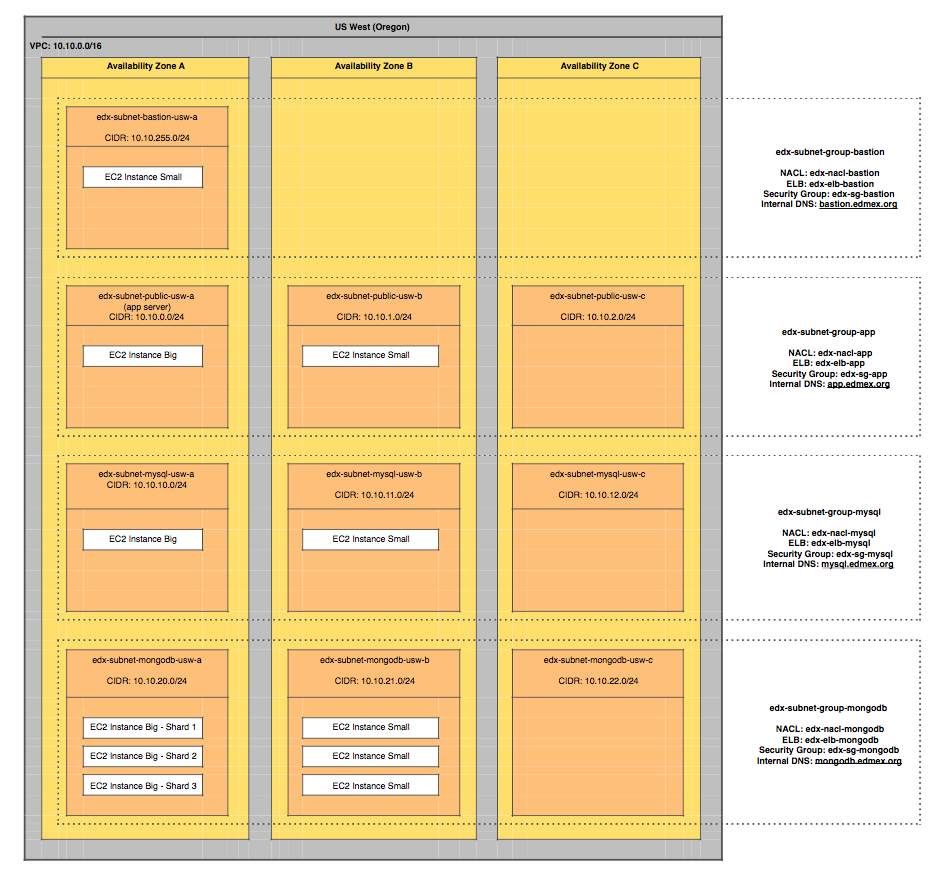 US West (Oregon)
VPC: 10.10.0.0/16
Availability Zone A
Availability Zone B
Availability Zone C
edx-subnet-bastion-usw-a
CIDR: 10.10.255.0/24
EC2 Instance Small
edx-subnet-group-bastion
NACL: edx-nacl-bastion
ELB: edx-elb-bastion
Security Group: edx-sg-bastion
Internal DNS: bastion.edmex.org
edx-subnet-public-usw-a
(app server)
CIDR: 10.10.0.0/24
EC2 Instance Big
edx-subnet-public-usw-b
CIDR: 10.10.1.0/24
EC2 Instance Small
edx-subnet-public-usw-c
CIDR: 10.10.2.0/24
edx-subnet-group-app
NACL: edx-nacl-app
ELB: edx-elb-app
Security Group: edx-sg-app
Internal DNS: app.edmex.org
edx-subnet-mysql-usw-a
CIDR: 10.10.10.0/24
EC2 Instance Big
edx-subnet-mysql-usw-b
CIDR: 10.10.11.0/24
EC2 Instance Small
edx-subnet-mysql-usw-c
CIDR: 10.10.12.0/24
edx-subnet-group-mysql
NACL: edx-nacl-mysql
ELB: edx-elb-mysql
Security Group: edx-sg-mysql
Internal DNS: mysql.edmex.org
edx-subnet-mongodb-usw-a
CIDR: 10.10.20.0/24
EC2 Instance Big - Shard 1
EC2 Instance Big - Shard 2
EC2 Instance Big - Shard 3
edx-subnet-mongodb-usw-b
CIDR: 10.10.21.0/24
EC2 Instance Small
EC2 Instance Small
EC2 Instance Small
edx-subnet-mongodb-usw-c
CIDR: 10.10.22.0/24
edx-subnet-group-mongodb
NACL: edx-nacl-mongodb
ELB: edx-elb-mongodb
Security Group: edx-sg-mongodb
Internal DNS: mongodb.edmex.org